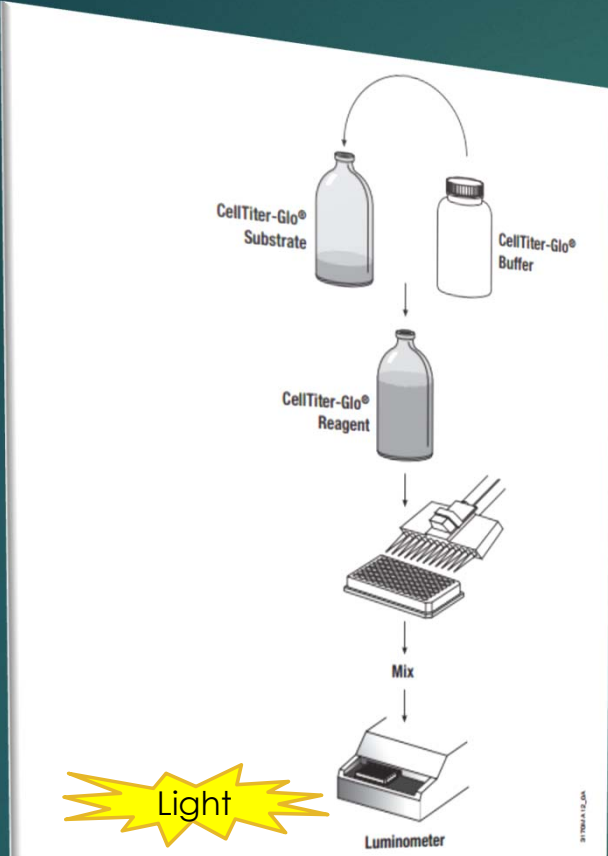 CellTiter-Glo®
Substrate
CellTiter-Glo®
Buffer
CellTiter-Glo®
Reagent
Mix
Light
Luminometer